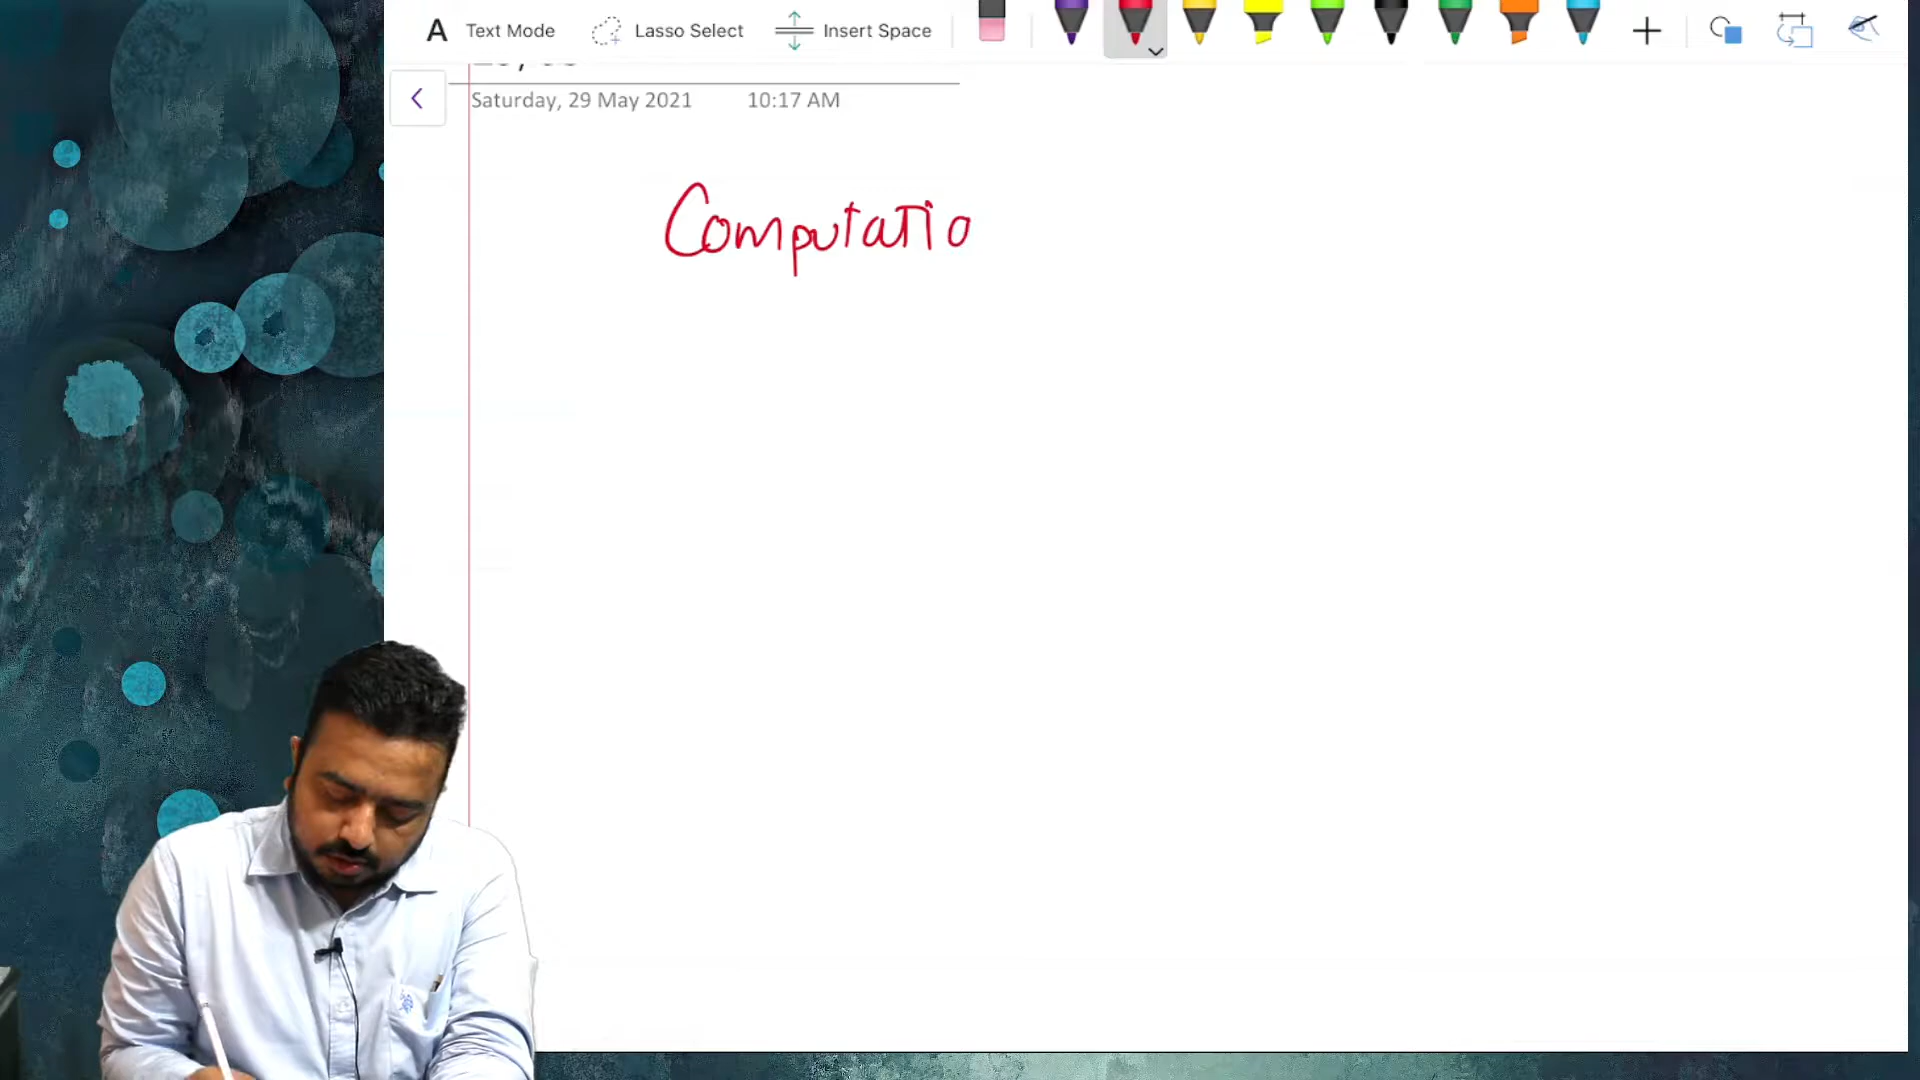 A Text Mode Lasso Select Insert Space
Saturday, 29 May 2021 10:17 AM
Computatio